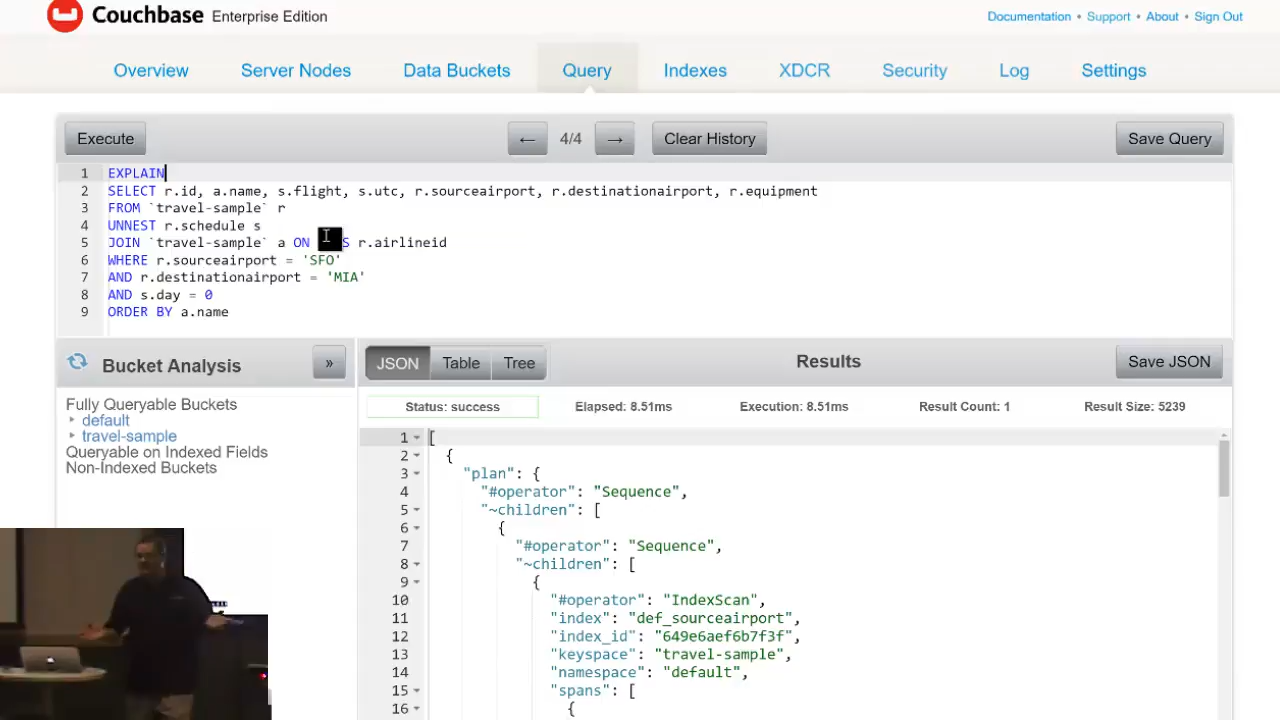 Couchbase Enterprise Edition
Documentation • Support • About • Sign Out
Overview Server Nodes Data Buckets Query Indexes XDCR Security Log Settings
Execute ← 4/4 → Clear History Save Query
1 EXPLAIN
2 SELECT r.id, a.name, s.flight, s.utc, r.sourceairport, r.destinationairport, r.equipment
3 FROM `travel-sample` r
4 UNNEST r.schedule s
5 JOIN `travel-sample` a ON S r.airlineid
6 WHERE r.sourceairport = 'SFO'
7 AND r.destinationairport = 'MIA'
8 AND s.day = 0
9 ORDER BY a.name
Bucket Analysis »
Fully Queryable Buckets
default
travel-sample
Queryable on Indexed Fields
Non-Indexed Buckets
JSON Table Tree Results Save JSON
Status: success Elapsed: 8.51ms Execution: 8.51ms Result Count: 1 Result Size: 5239
1 [
2 {
3 "plan": {
4 "#operator": "Sequence",
5 "~children": [
6 {
7 "#operator": "Sequence",
8 "~children": [
9 {
10 "#operator": "IndexScan",
11 "index": "def_sourceairport",
12 "index_id": "649e6aef6b7f3f",
13 "keyspace": "travel-sample",
14 "namespace": "default",
15 "spans": [
16 {